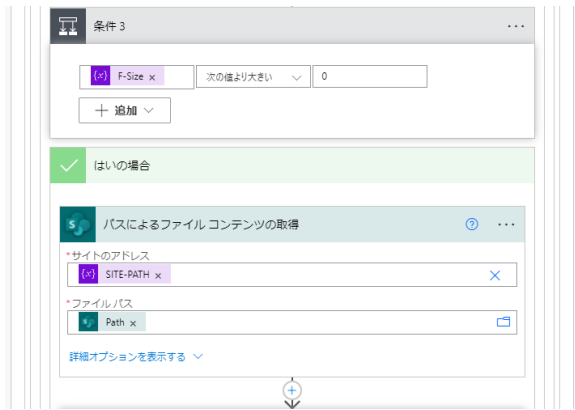 条件 3
{x} F-Size × 次の値より大きい 0
追加
はいの場合
パスによるファイル コンテンツの取得
*サイトのアドレス
{x} SITE-PATH ×
*ファイル パス
Path ×
詳細オプションを表示する